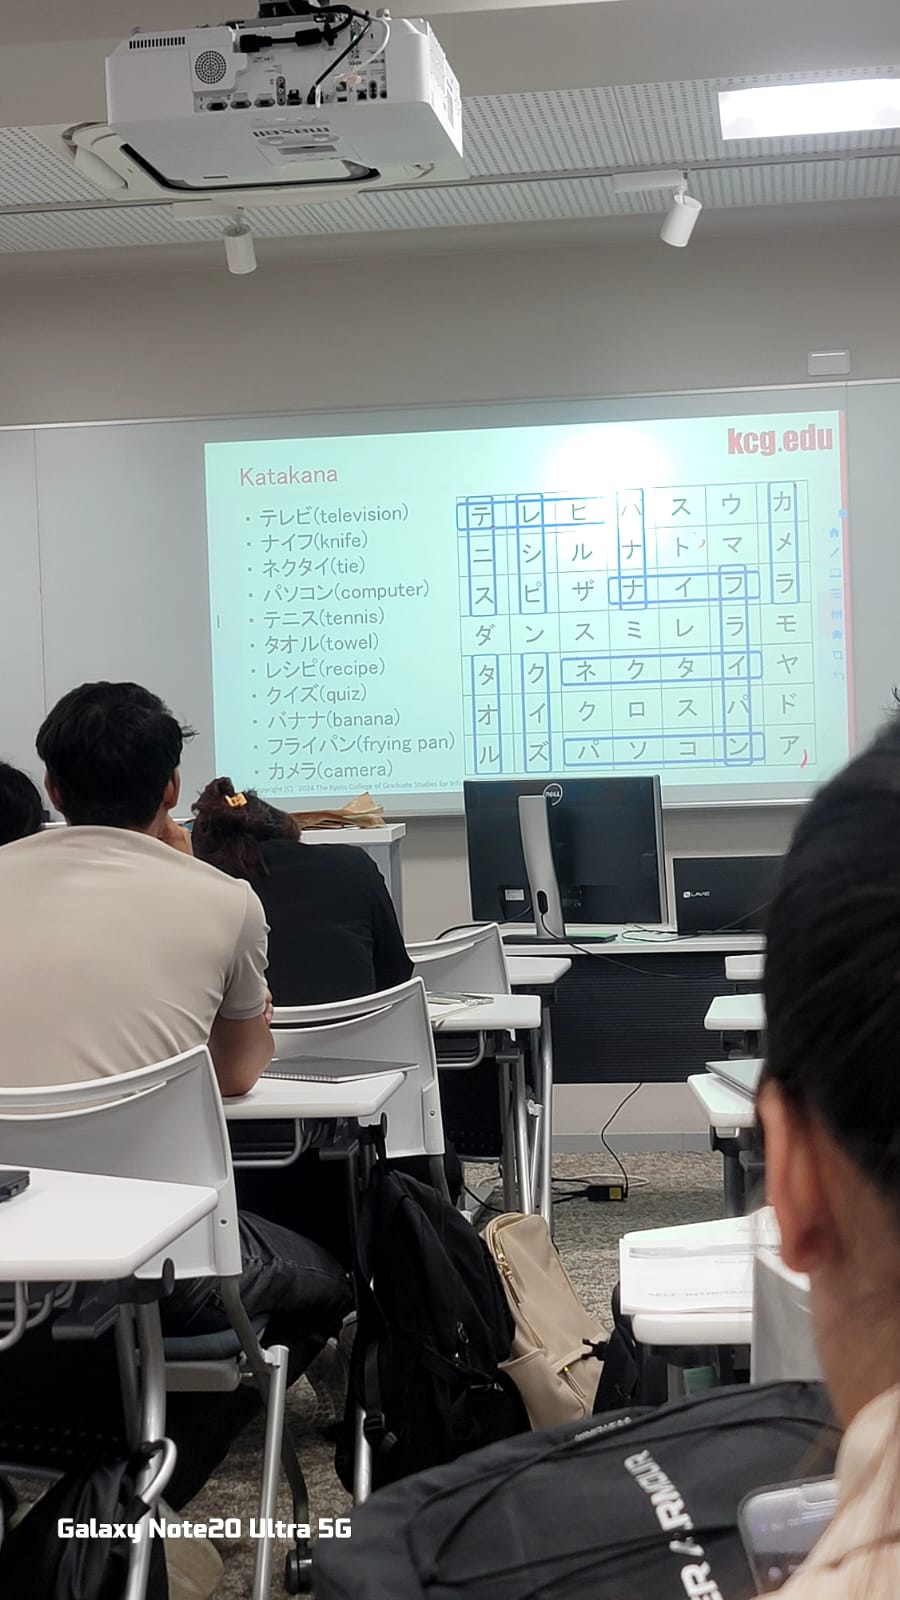 maxell
kcg.edu
Katakana
・テレビ(television)
・ナイフ(knife)
・ネクタイ(tie)
・パソコン(computer)
・テニス(tennis)
・タオル(towel)
・レシピ(recipe)
・クイズ(quiz)
・バナナ(banana)
・フライパン(frying pan)
・カメラ(camera)
テ レ ビ バ ス ウ カ
ニ シ ル ナ ト マ メ
ス ピ ザ ナ イ フ ラ
ダ ン ス ミ レ ラ モ
タ ク ネ ク タ イ ヤ
オ イ ク ロ ス パ ド
ル ズ パ ソ コ ン ア
Copyright (C) 2024 The Kyoto College of Graduate Studies for
DELL
LAVIE
ER ARMOUR
Galaxy Note20 Ultra 5G